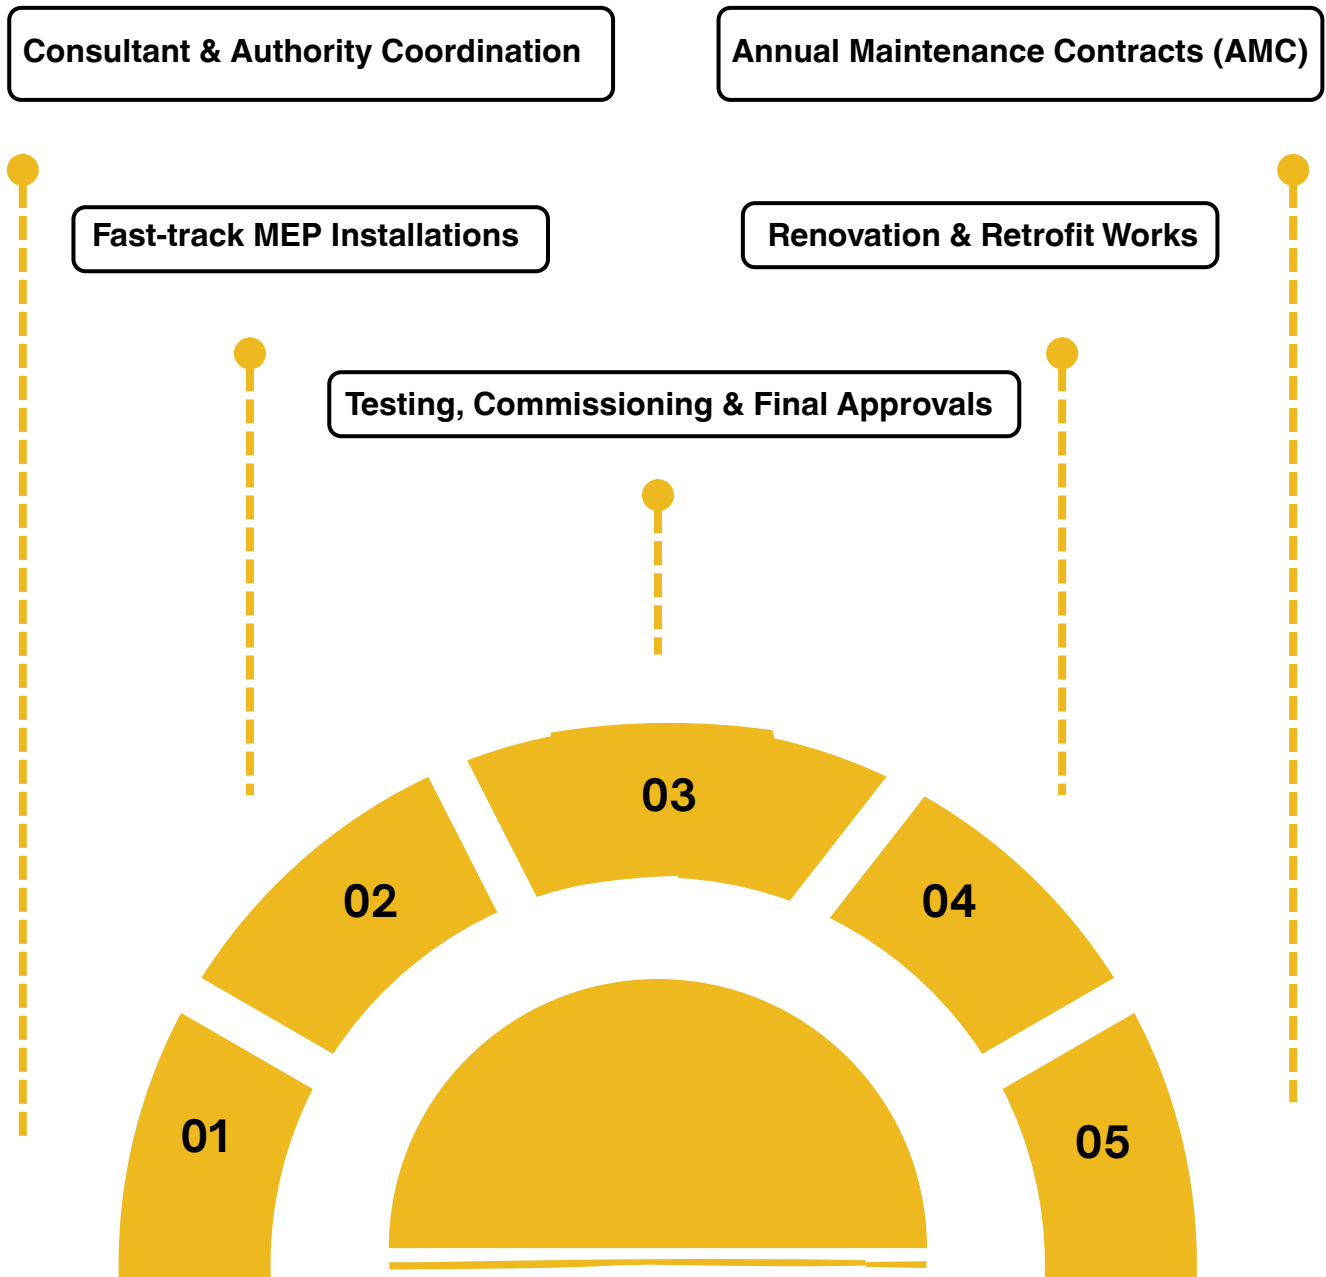 Consultant & Authority Coordination
Annual Maintenance Contracts (AMC)
Fast-track MEP Installations
Renovation & Retrofit Works
Testing, Commissioning & Final Approvals
03
02
04
01
05